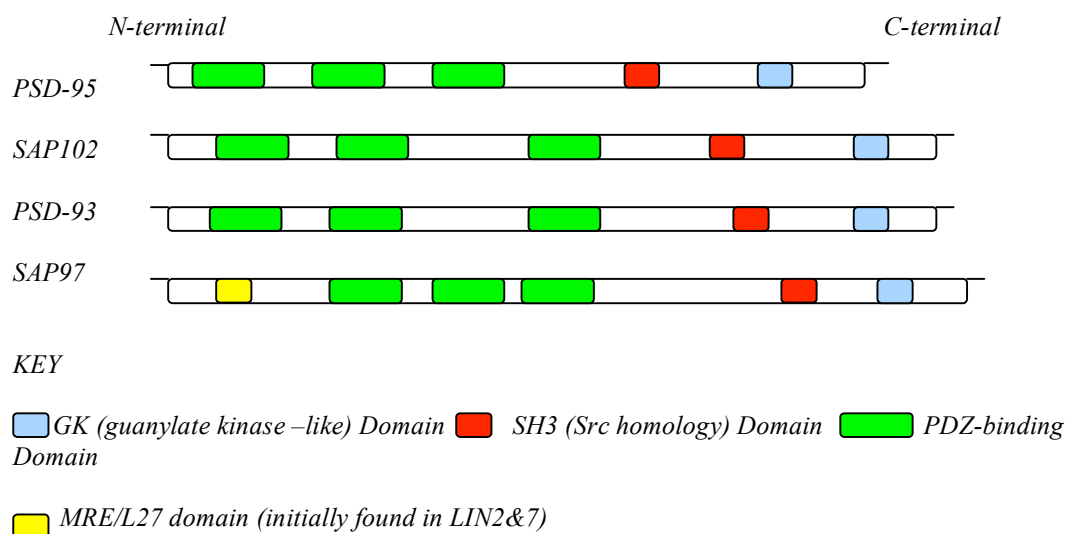 N-terminal C-terminal
PSD-95
SAP102
PSD-93
SAP97
KEY
GK (guanylate kinase –like) Domain SH3 (Src homology) Domain PDZ-binding
Domain
MRE/L27 domain (initially found in LIN2&7)